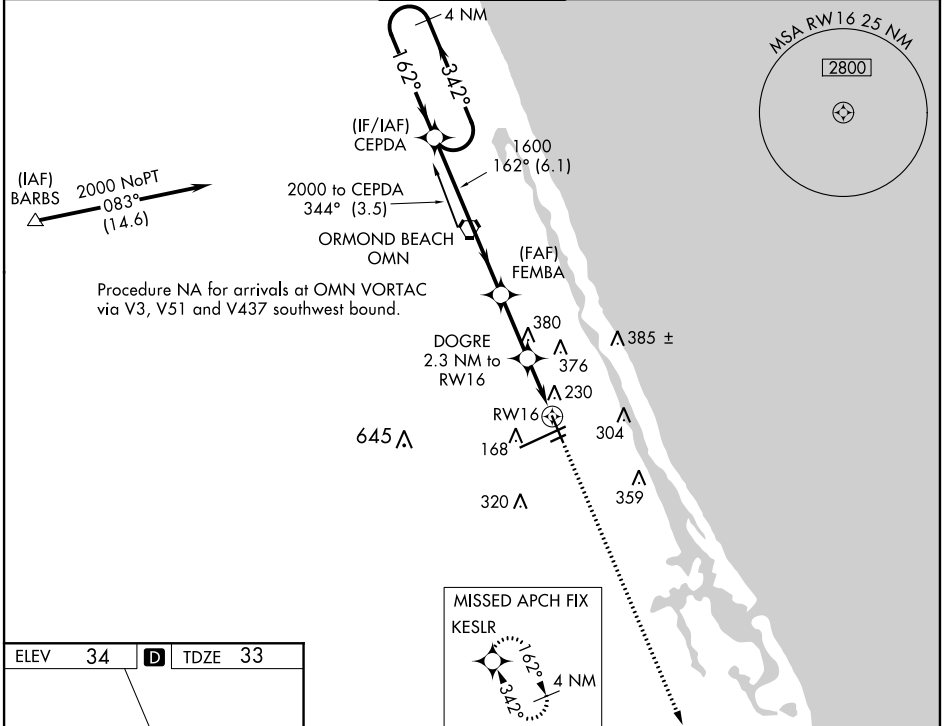 4 NM
162°
342°
MSA RW16 25 NM
2800
(IF/IAF)
CEPDA
1600
162° (6.1)
(IAF)
BARBS
2000 NoPT
083°
(14.6)
2000 to CEPDA
344° (3.5)
ORMOND BEACH
OMN
(FAF)
FEMBA
Procedure NA for arrivals at OMN VORTAC
via V3, V51 and V437 southwest bound.
380
385 ±
376
DOGRE
2.3 NM to
RW16
230
RW16
304
645
168
359
320
MISSED APCH FIX
KESLR
162°
342°
4 NM
ELEV 34 D TDZE 33